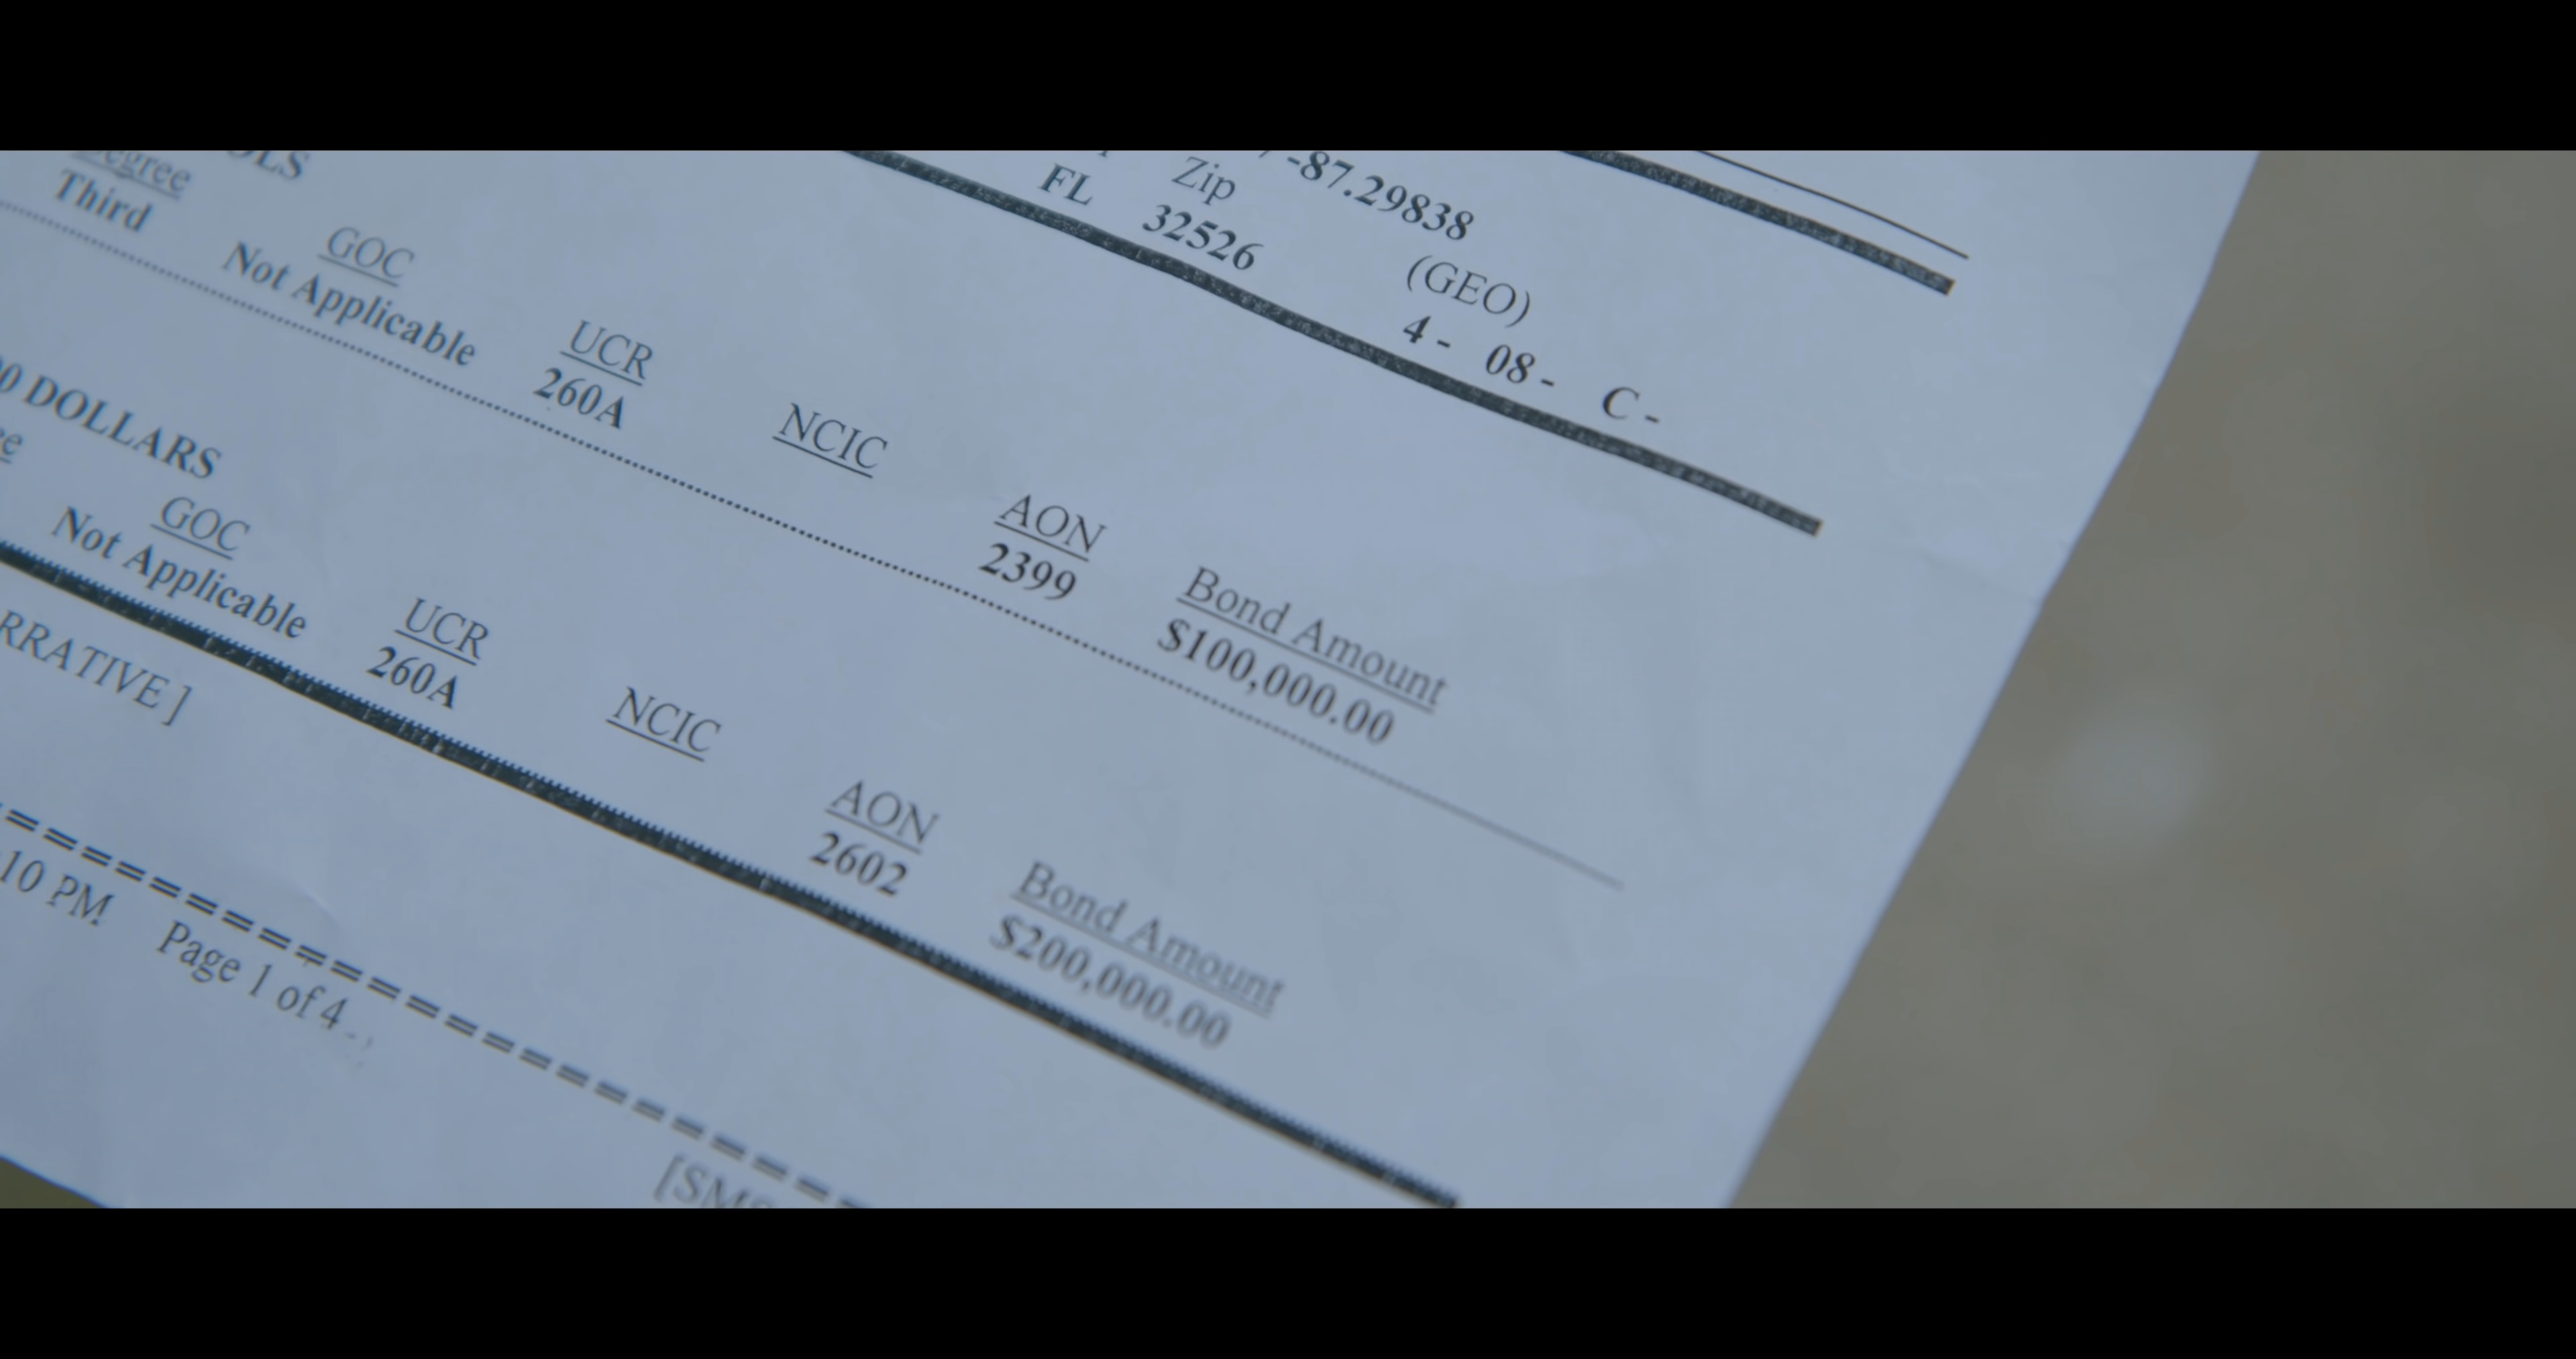 -87.29838
Zip
FL 32526 (GEO)
4 - 08 - C -
OLS
Degree GOC UCR NCIC AON Bond Amount
Third Not Applicable 260A 2399 $100,000.00
DOLLARS
GOC UCR NCIC AON Bond Amount
Not Applicable 260A 2602 $200,000.00
RRATIVE ]
10 PM Page 1 of 4